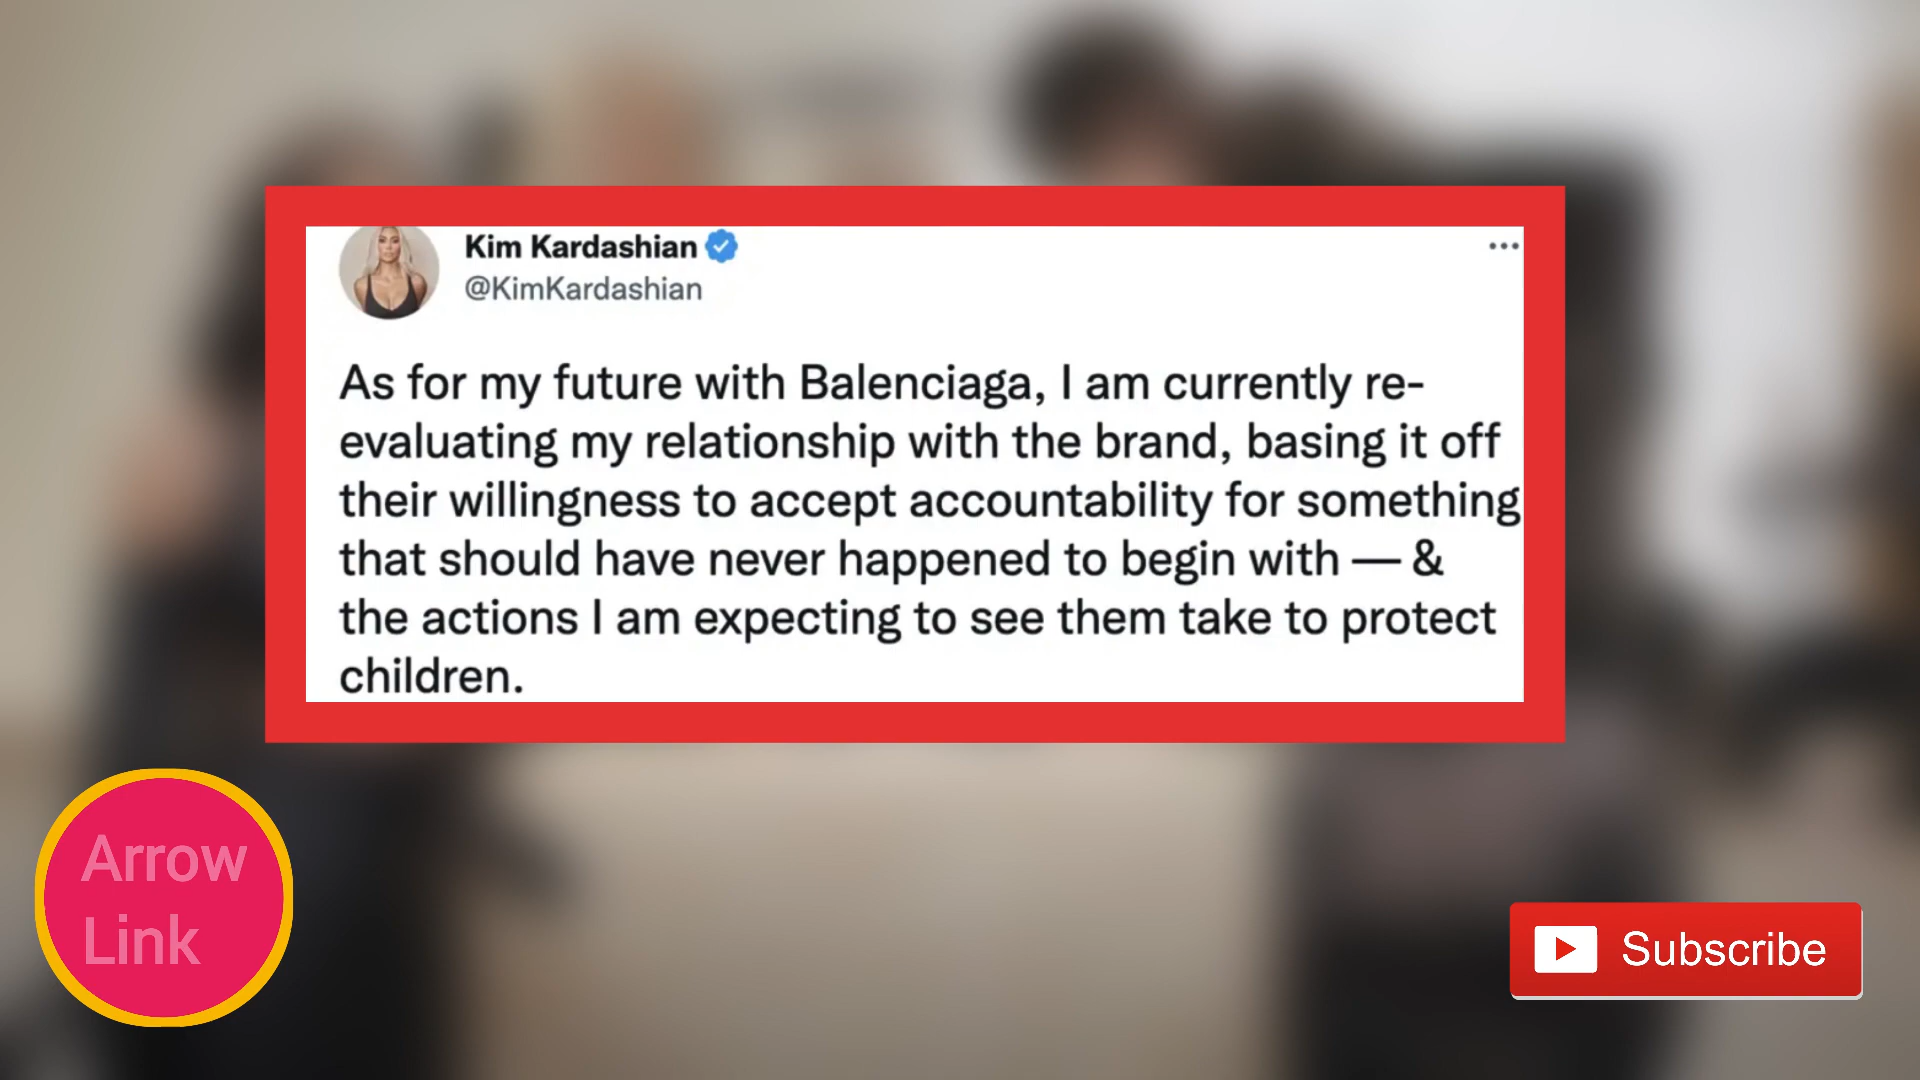 Kim Kardashian
@KimKardashian
As for my future with Balenciaga, I am currently re-
evaluating my relationship with the brand, basing it off
their willingness to accept accountability for something
that should have never happened to begin with — &
the actions I am expecting to see them take to protect
children.
Arrow
Link
Subscribe